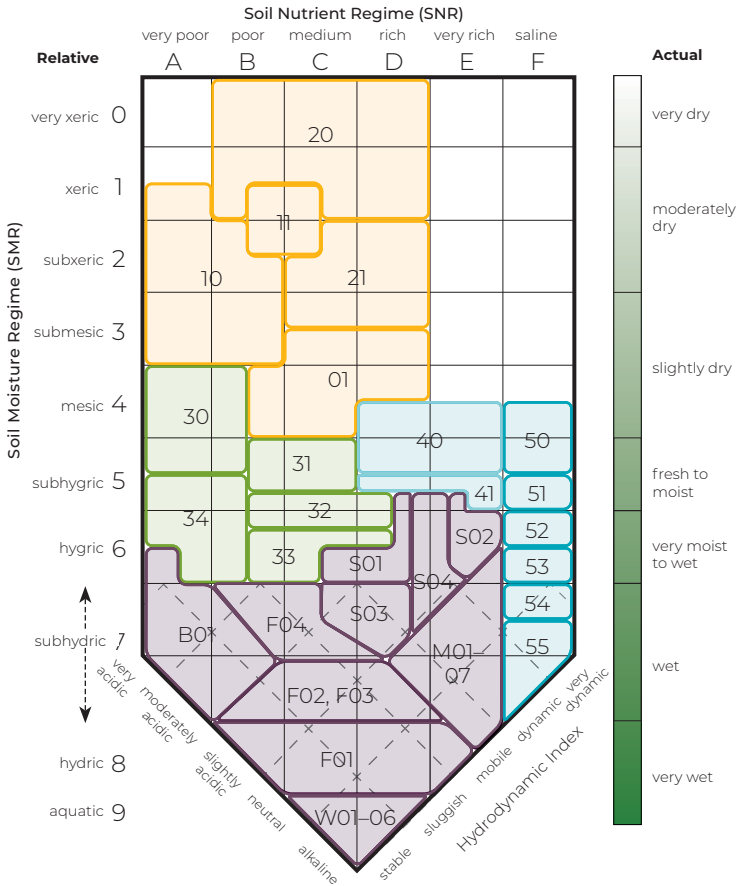 Soil Nutrient Regime (SNR)
very poor poor medium rich very rich saline
Relative A B C D E F Actual
very xeric 0
xeric 1
subxeric 2
submesic 3
mesic 4
subhygric 5
hygric 6
subhydric 7
hydric 8
aquatic 9
Soil Moisture Regime (SMR)
20
11
10
21
01
30
40
50
31
41
51
32
34
S02
52
33
S01
S04
53
S03
54
B0
F04
M01–
Q7
55
F02, F03
F01
W01–06
very dry
moderately
dry
slightly dry
fresh to
moist
very moist
to wet
wet
very wet
very
acidic
moderately
acidic
slightly
acidic
neutral
alkaline
stable
sluggish
mobile
dynamic
very
dynamic
Hydrodynamic Index